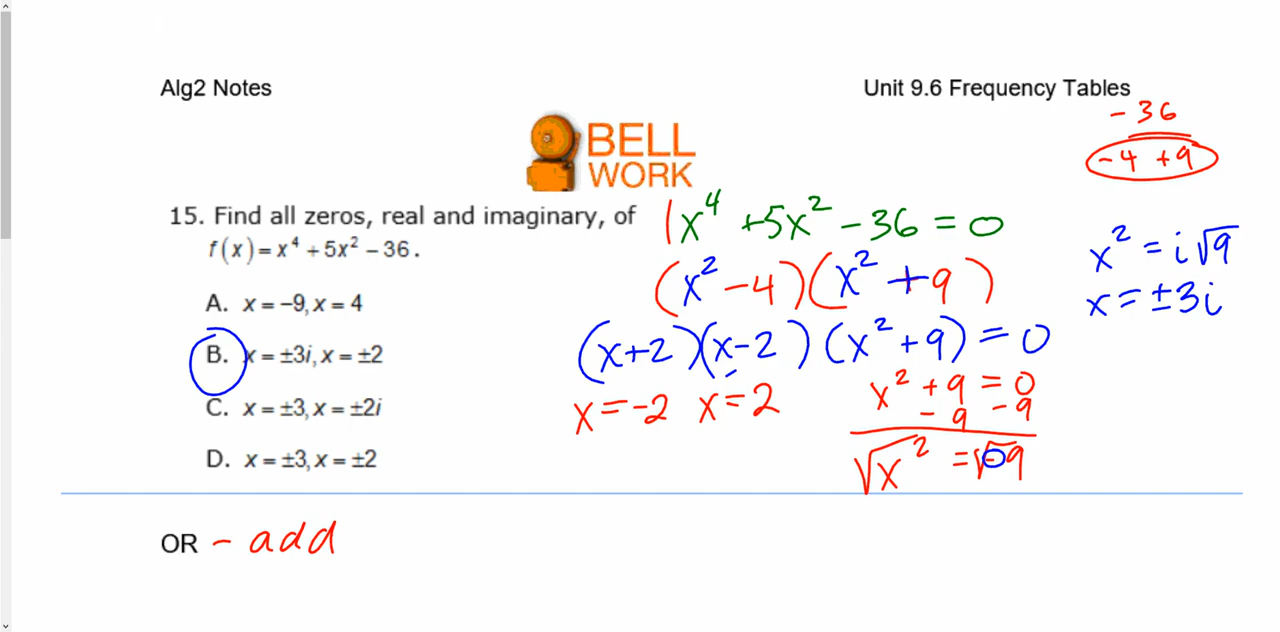 Alg2 Notes
Unit 9.6 Frequency Tables
-36
-4 +9
BELL
WORK
15. Find all zeros, real and imaginary, of
f(x) = x⁴ + 5x² − 36.
1x⁴ +5x² -36 = 0
(x² -4)(x² +9)
x² = i√9
x = ±3i
A. x = −9, x = 4
B. x = ±3i, x = ±2
(x+2)(x-2)(x²+9) = 0
C. x = ±3, x = ±2i
x = -2 x = 2
x² + 9 = 0
-9 -9
D. x = ±3, x = ±2
√x² = √-9
OR - add